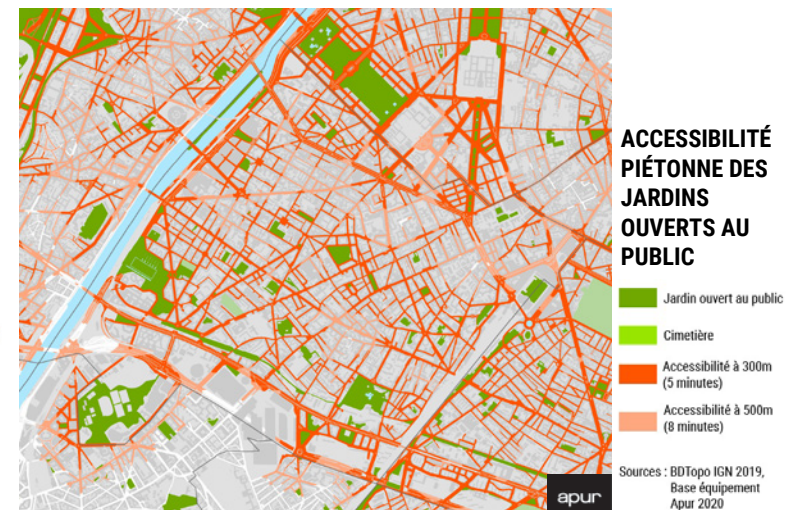 ACCESSIBILITÉ
PIÉTONNE DES
JARDINS
OUVERTS AU
PUBLIC
Jardin ouvert au public
Cimetière
Accessibilité à 300m
(5 minutes)
Accessibilité à 500m
(8 minutes)
Sources : BDTopo IGN 2019,
Base équipement
Apur 2020
apur